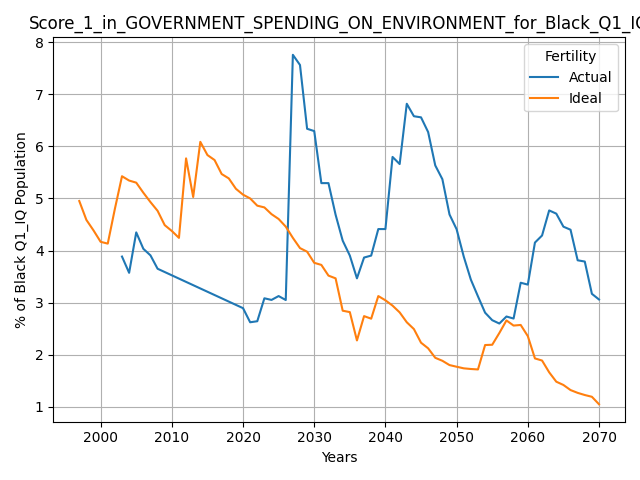 Score_1_in_GOVERNMENT_SPENDING_ON_ENVIRONMENT_for_Black_Q1_IQ
Fertility
Actual
Ideal
% of Black Q1_IQ Population
8
7
6
5
4
3
2
1
2000 2010 2020 2030 2040 2050 2060 2070
Years